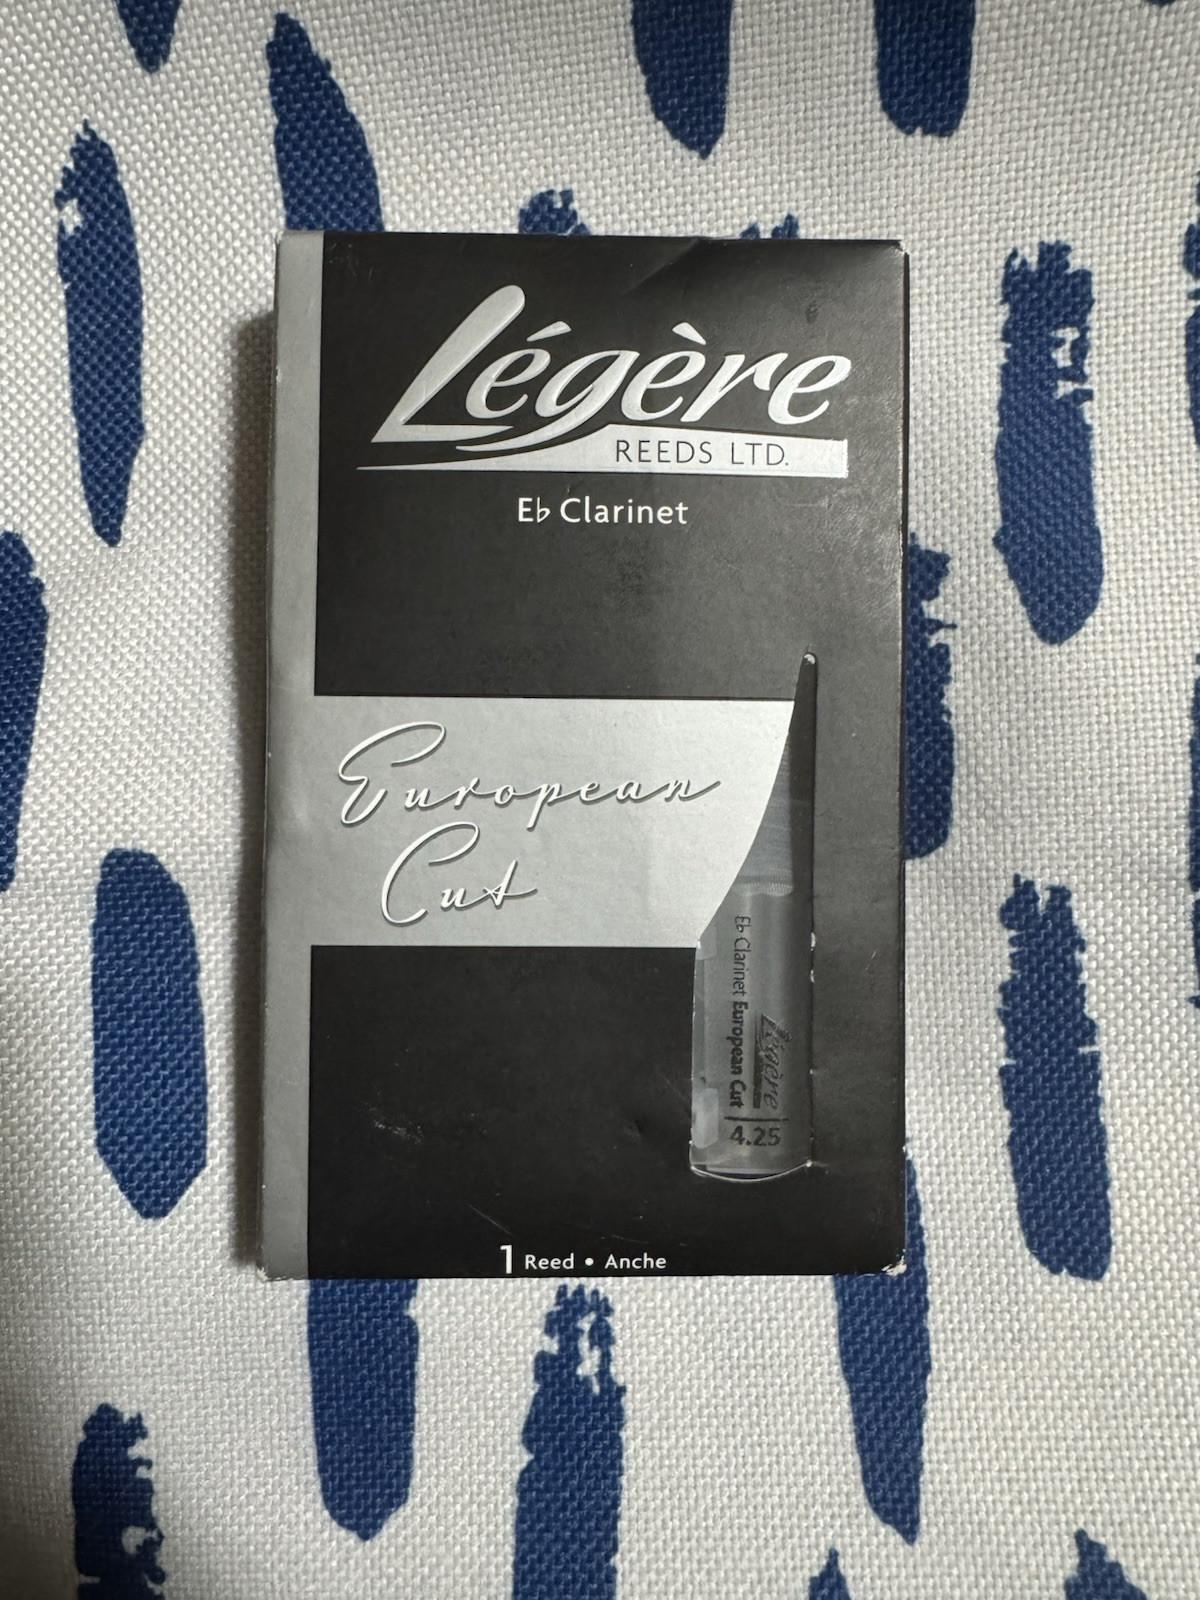 Légère
REEDS LTD.
E♭ Clarinet
European
Cut
E♭ Clarinet European Cut
Légère
4.25
1 Reed • Anche